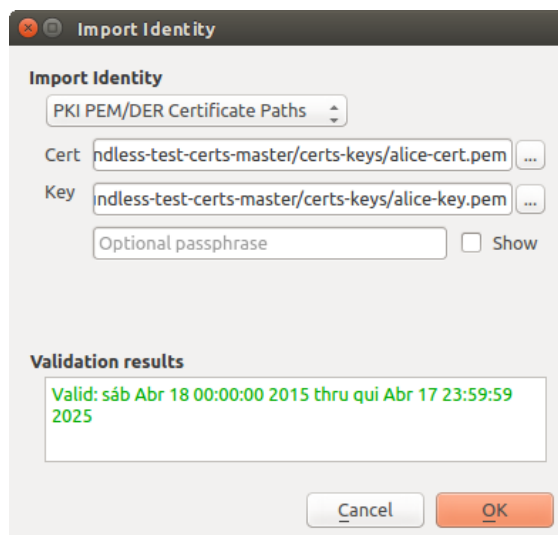 Import Identity
Import Identity
PKI PEM/DER Certificate Paths
Cert ndless-test-certs-master/certs-keys/alice-cert.pem ...
Key undless-test-certs-master/certs-keys/alice-key.pem ...
Optional passphrase Show
Validation results
Valid: sáb Abr 18 00:00:00 2015 thru qui Abr 17 23:59:59
2025
Cancel OK